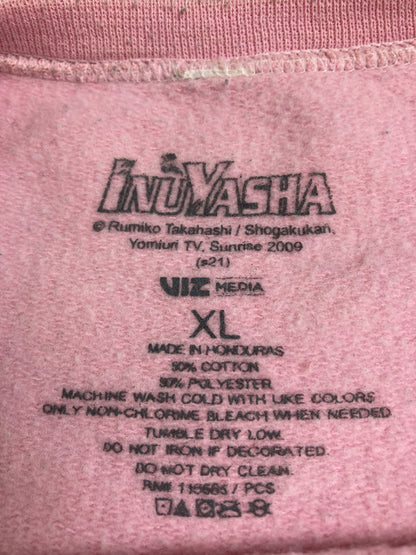 INUYASHA
© Rumiko Takahashi / Shogakukan,
Yomiuri TV, Sunrise 2009
(s21)
VIZ MEDIA
XL
MADE IN HONDURAS
50% COTTON
50% POLYESTER
MACHINE WASH COLD WITH LIKE COLORS
ONLY NON-CHLORINE BLEACH WHEN NEEDED
TUMBLE DRY LOW.
DO NOT IRON IF DECORATED.
DO NOT DRY CLEAN.
/ PCS